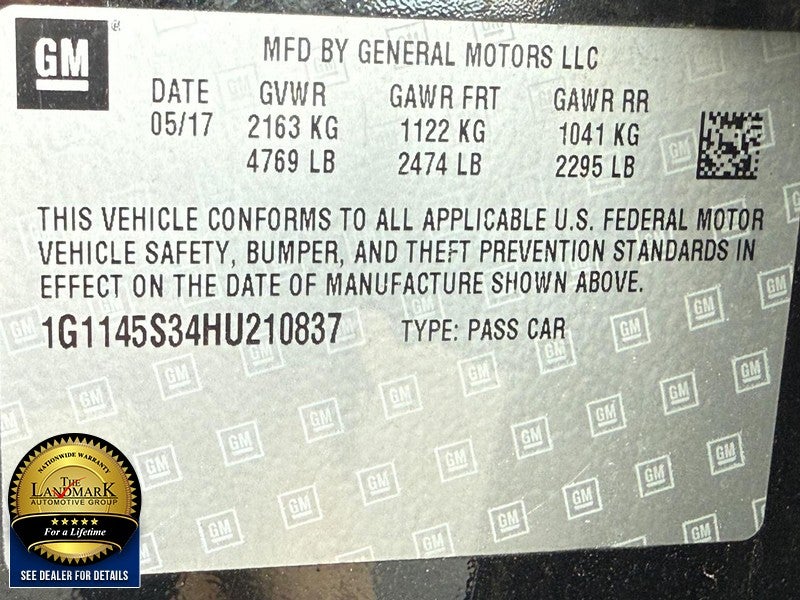 GM
MFD BY GENERAL MOTORS LLC
DATE GVWR GAWR FRT GAWR RR
05/17 2163 KG 1122 KG 1041 KG
4769 LB 2474 LB 2295 LB
THIS VEHICLE CONFORMS TO ALL APPLICABLE U.S. FEDERAL MOTOR
VEHICLE SAFETY, BUMPER, AND THEFT PREVENTION STANDARDS IN
EFFECT ON THE DATE OF MANUFACTURE SHOWN ABOVE.
1G1145S34HU210837 TYPE: PASS CAR
NATIONWIDE WARRANTY
THE
LANDMARK
AUTOMOTIVE GROUP
For a Lifetime
SEE DEALER FOR DETAILS